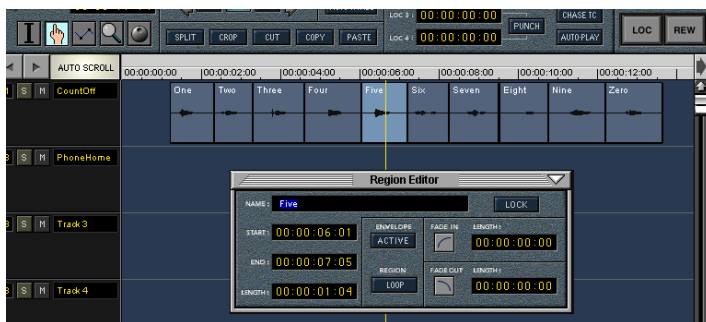 LOC 3: 00:00:00:00 PUNCH CHASE TC
SPLIT CROP CUT COPY PASTE LOC 4: 00:00:00:00 AUTO-PLAY LOC REW
AUTO SCROLL 00:00:00:00 00:00:02:00 00:00:04:00 00:00:06:00 00:00:08:00 00:00:10:00 00:00:12:00
S M CountOff One Two Three Four Five Six Seven Eight Nine Zero
S M PhoneHome
Region Editor
NAME: Five LOCK
START: 00:00:06:01 ENVELOPE ACTIVE FADE IN LENGTH: 00:00:00:00
S M Track 3
END: 00:00:07:05
LENGTH: 00:00:01:04 REGION LOOP FADE OUT LENGTH: 00:00:00:00
S M Track 4